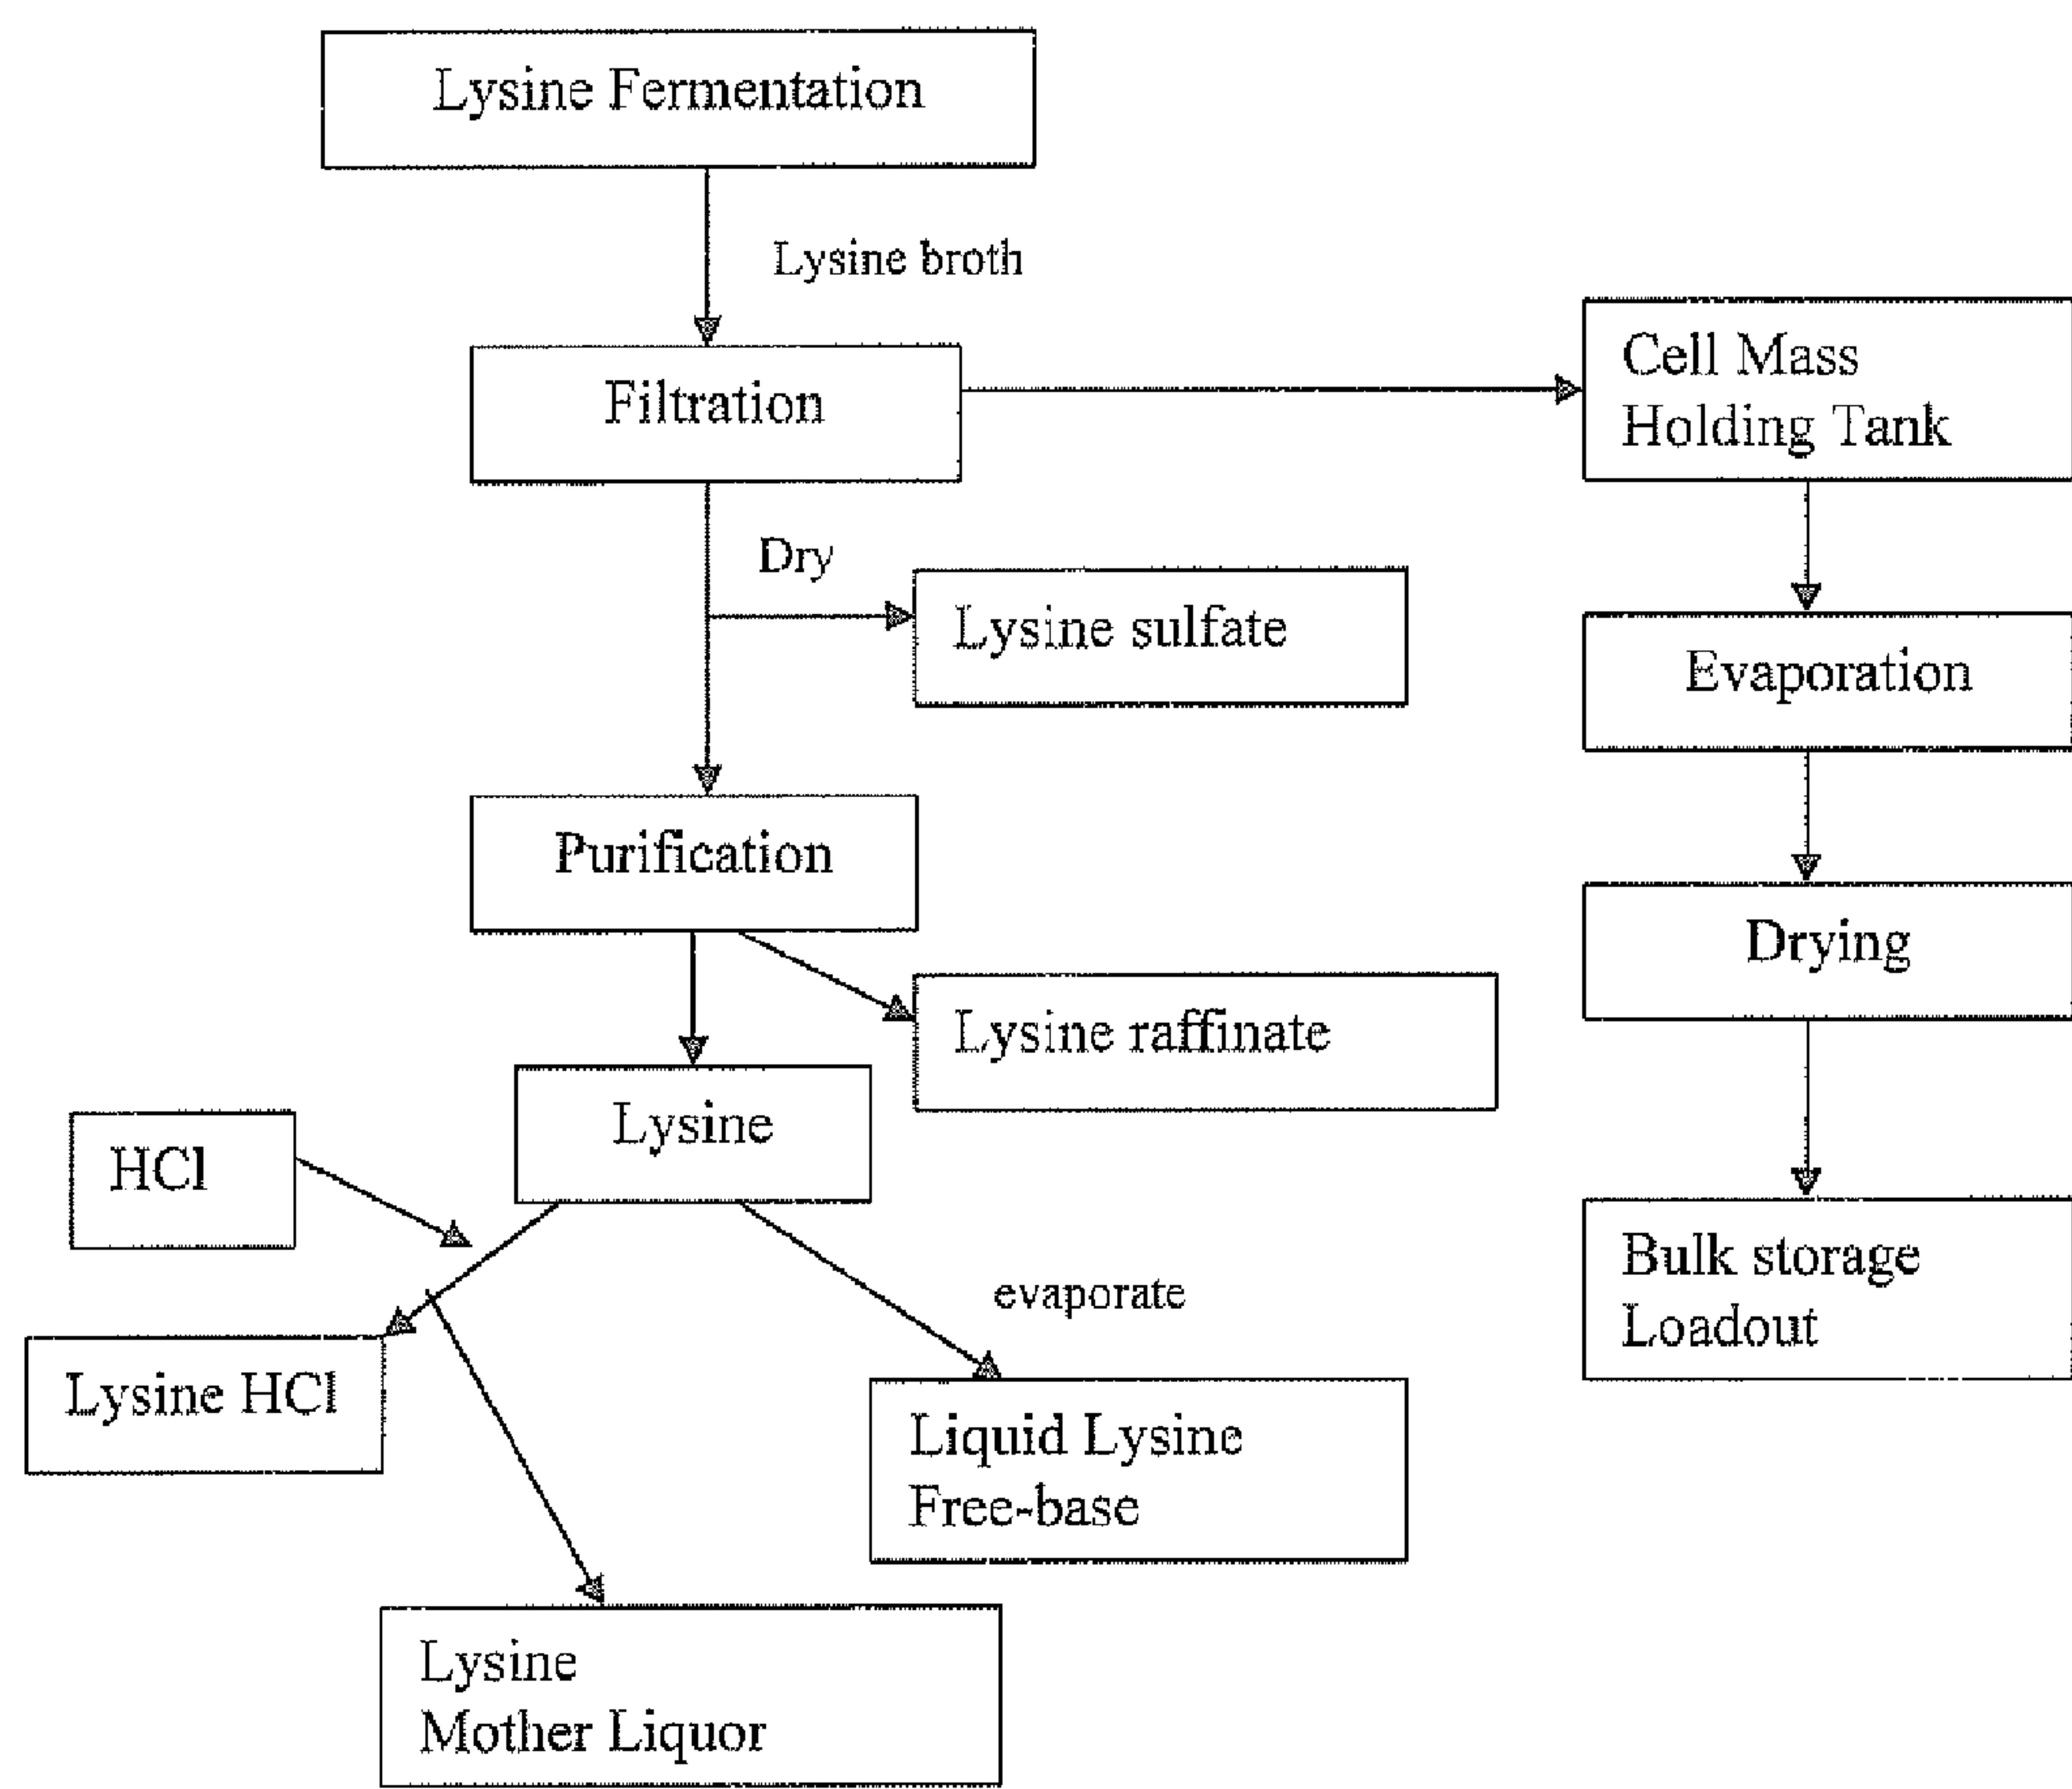 Lysine Fermentation
Lysine broth
Filtration
Cell Mass
Holding Tank
Dry
Lysine sulfate
Evaporation
Purification
Drying
Lysine raffinate
Lysine
HCl
Bulk storage
Loadout
evaporate
Lysine HCl
Liquid Lysine
Free-base
Lysine
Mother Liquor